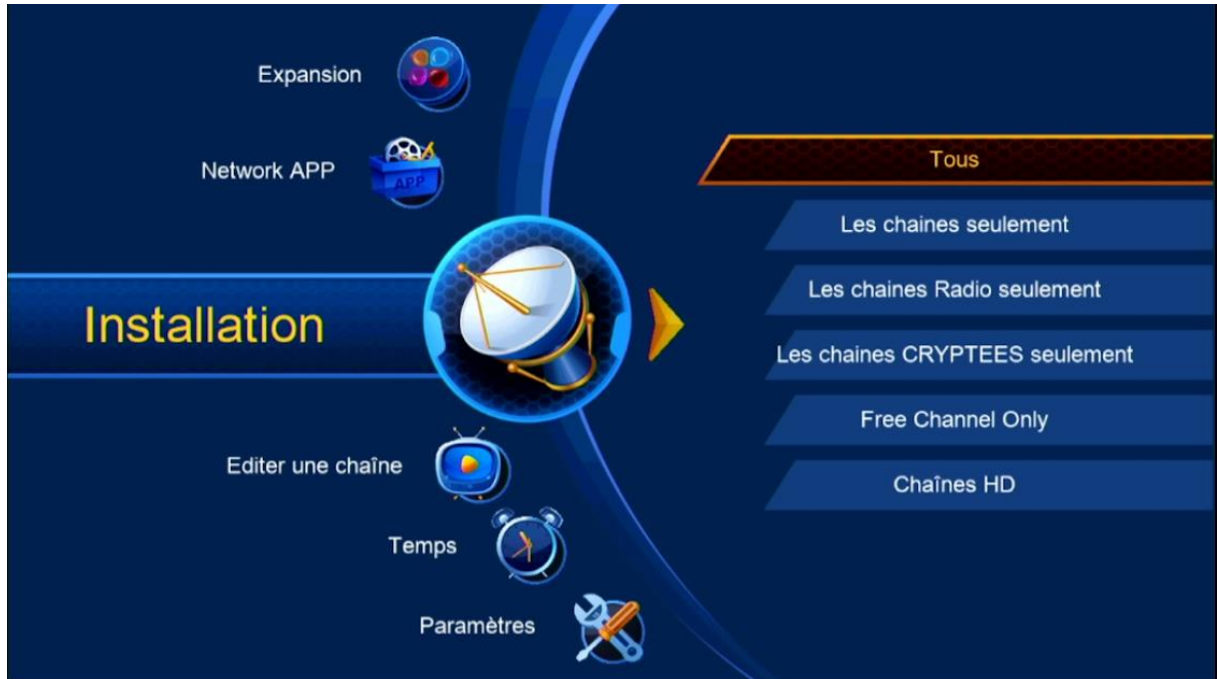 Expansion
Network APP
APP
Installation
Editer une chaîne
Temps
Paramètres
Tous
Les chaines seulement
Les chaines Radio seulement
Les chaines CRYPTEES seulement
Free Channel Only
Chaînes HD